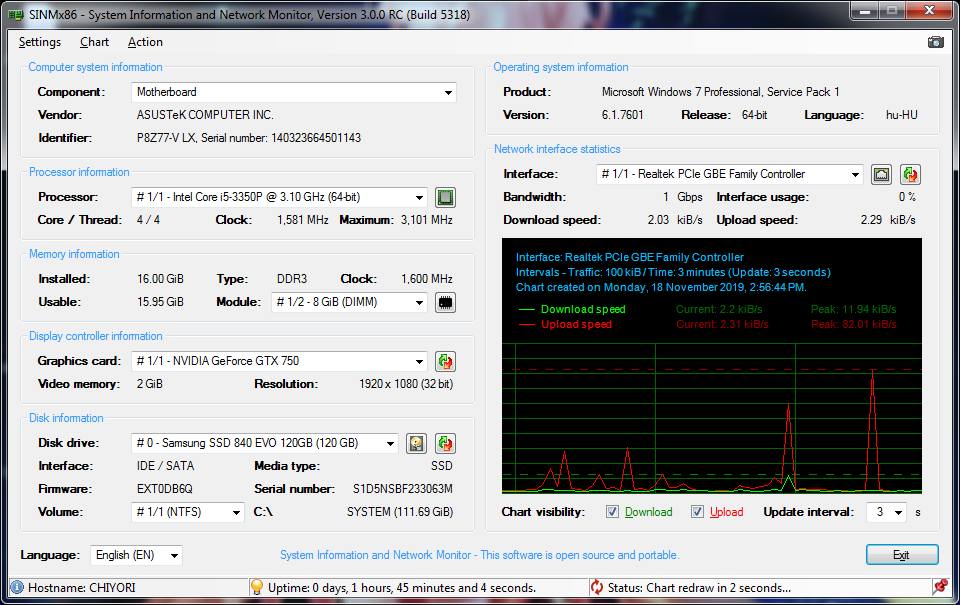 SINMx86 - System Information and Network Monitor, Version 3.0.0 RC (Build 5318)
Settings Chart Action
Computer system information
Component: Motherboard
Vendor: ASUSTeK COMPUTER INC.
Identifier: P8Z77-V LX, Serial number: 140323664501143
Processor information
Processor: # 1/1 - Intel Core i5-3350P @ 3.10 GHz (64-bit)
Core / Thread: 4 / 4 Clock: 1,581 MHz Maximum: 3,101 MHz
Memory information
Installed: 16.00 GiB Type: DDR3 Clock: 1,600 MHz
Usable: 15.95 GiB Module: # 1/2 - 8 GiB (DIMM)
Display controller information
Graphics card: # 1/1 - NVIDIA GeForce GTX 750
Video memory: 2 GiB Resolution: 1920 x 1080 (32 bit)
Disk information
Disk drive: # 0 - Samsung SSD 840 EVO 120GB (120 GB)
Interface: IDE / SATA Media type: SSD
Firmware: EXT0DB6Q Serial number: S1D5NSBF233063M
Volume: # 1/1 (NTFS) C:\ SYSTEM (111.69 GiB)
Operating system information
Product: Microsoft Windows 7 Professional, Service Pack 1
Version: 6.1.7601 Release: 64-bit Language: hu-HU
Network interface statistics
Interface: # 1/1 - Realtek PCIe GBE Family Controller
Bandwidth: 1 Gbps Interface usage: 0 %
Download speed: 2.03 kiB/s Upload speed: 2.29 kiB/s
Interface: Realtek PCIe GBE Family Controller
Intervals - Traffic: 100 kiB / Time: 3 minutes (Update: 3 seconds)
Chart created on Monday, 18 November 2019, 2:56:44 PM.
Download speed Current: 2.2 kiB/s Peak: 11.94 kiB/s
Upload speed Current: 2.31 kiB/s Peak: 82.01 kiB/s
Chart visibility: Download Upload Update interval: 3 s
Language: English (EN) System Information and Network Monitor - This software is open source and portable. Exit
Hostname: CHIYORI Uptime: 0 days, 1 hours, 45 minutes and 4 seconds. Status: Chart redraw in 2 seconds...